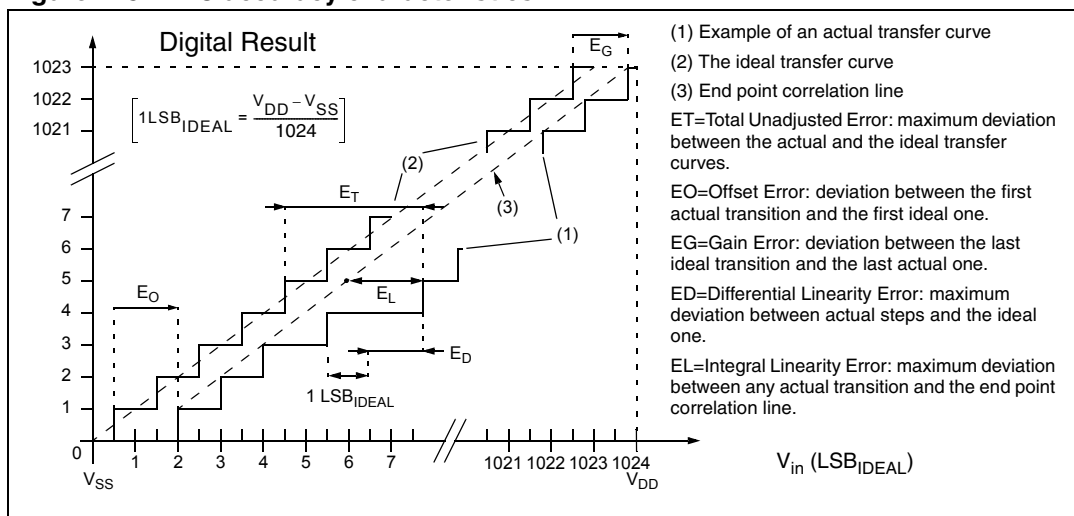 Digital Result
1023
1022
1021
7
6
5
4
3
2
1
0
[1LSB_IDEAL = (V_DD – V_SS) / 1024]
E_G
(2)
E_T
(3)
(1)
E_O
E_L
E_D
1 LSB_IDEAL
1 2 3 4 5 6 7 1021 1022 1023 1024
V_SS
V_DD
V_in (LSB_IDEAL)
(1) Example of an actual transfer curve
(2) The ideal transfer curve
(3) End point correlation line
ET=Total Unadjusted Error: maximum deviation
between the actual and the ideal transfer
curves.
EO=Offset Error: deviation between the first
actual transition and the first ideal one.
EG=Gain Error: deviation between the last
ideal transition and the last actual one.
ED=Differential Linearity Error: maximum
deviation between actual steps and the ideal
one.
EL=Integral Linearity Error: maximum deviation
between any actual transition and the end point
correlation line.